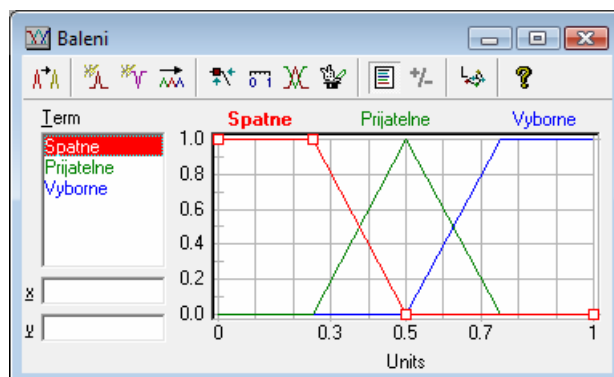 Baleni
Term
Spatne
Prijatelne
Vyborne
x
y
Spatne Prijatelne Vyborne
1.0
0.8
0.6
0.4
0.2
0.0
0 0.3 0.5 0.7 1
Units